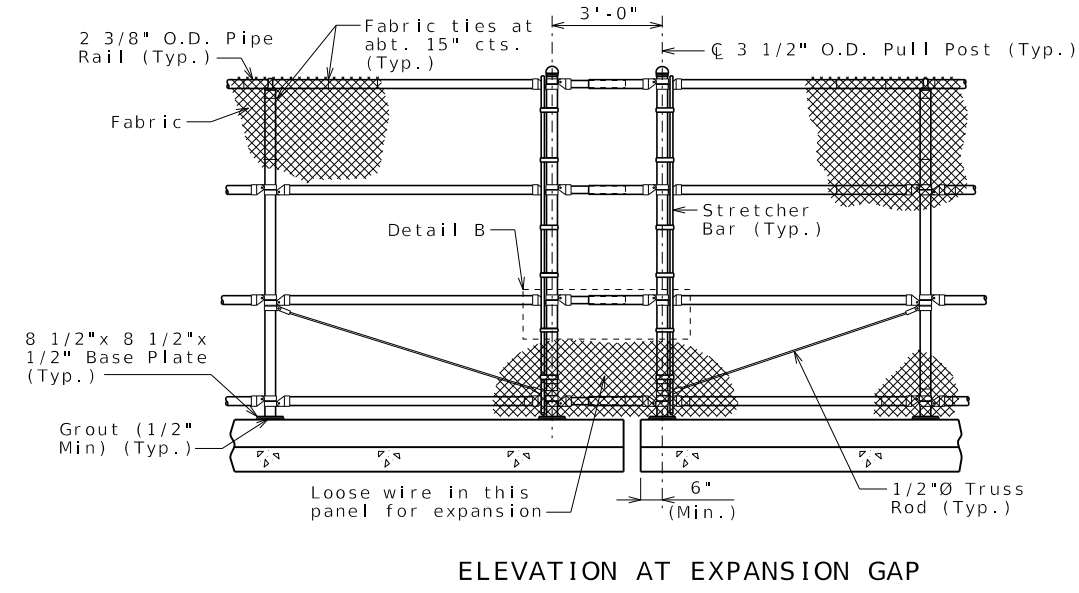 3'-0"
Fabric ties at
abt. 15" cts.
(Typ.)
2 3/8" O.D. Pipe
Rail (Typ.)
℄ 3 1/2" O.D. Pull Post (Typ.)
Fabric
Stretcher
Bar (Typ.)
Detail B
8 1/2"x 8 1/2"x
1/2" Base Plate
(Typ.)
Grout (1/2"
Min) (Typ.)
Loose wire in this
panel for expansion
6"
(Min.)
1/2"Ø Truss
Rod (Typ.)
ELEVATION AT EXPANSION GAP